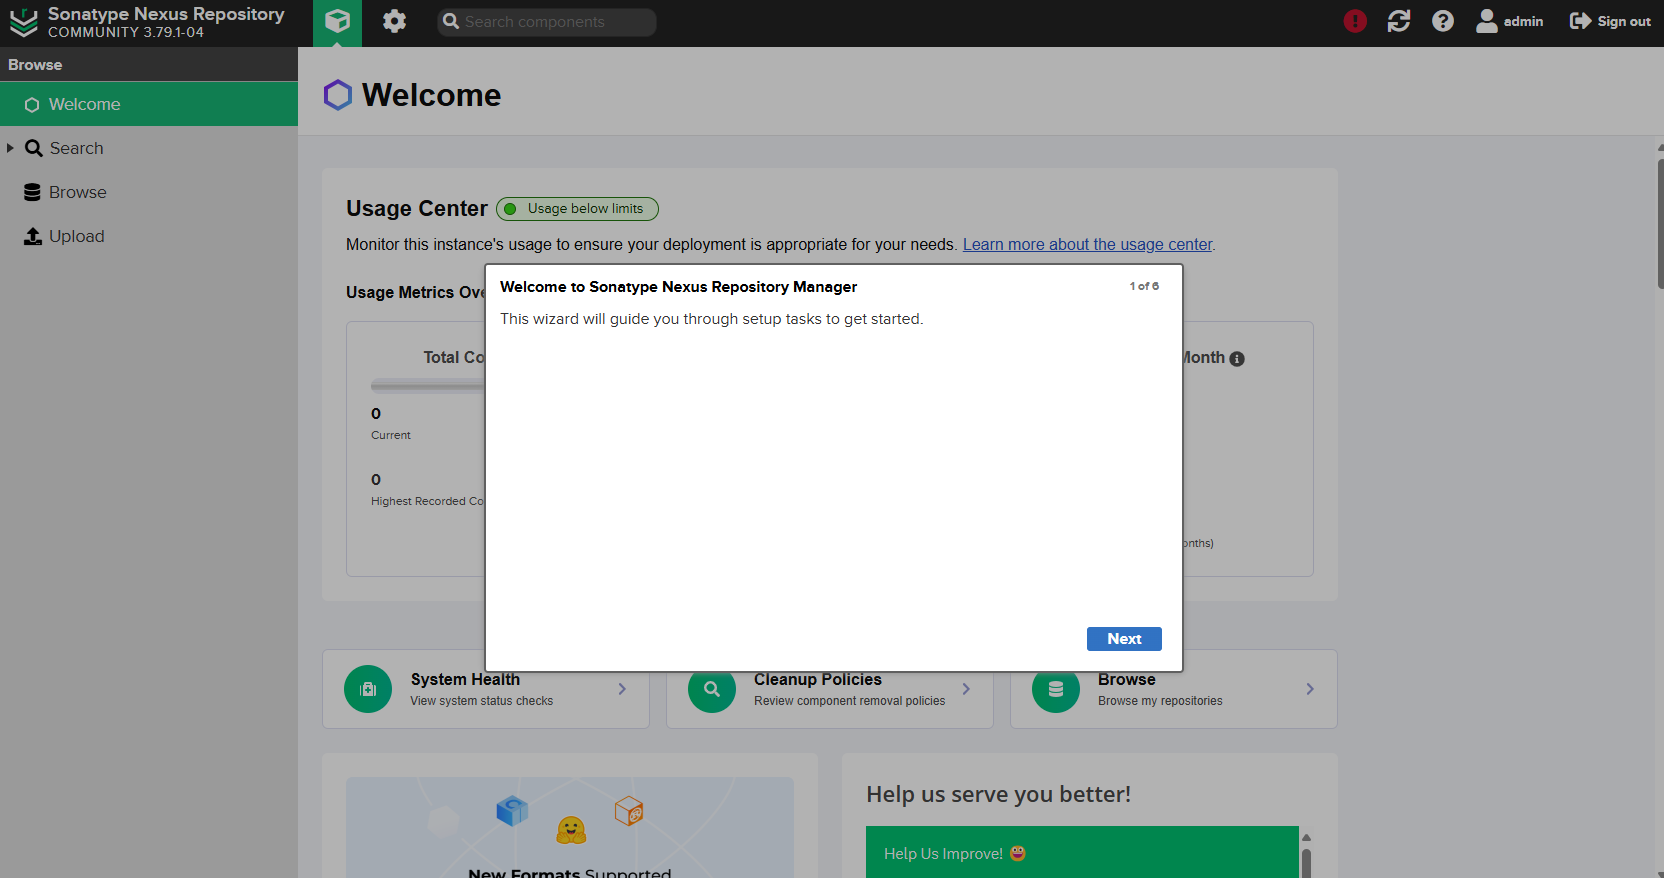 Sonatype Nexus Repository
COMMUNITY 3.79.1-04
Search components
admin
Sign out
Browse
Welcome
Search
Browse
Upload
Welcome
Usage Center
Usage below limits
Monitor this instance's usage to ensure your deployment is appropriate for your needs. Learn more about the usage center.
Usage Metrics Ove
Total Co
0
Current
0
Highest Recorded Co
Month
onths)
Welcome to Sonatype Nexus Repository Manager
1 of 6
This wizard will guide you through setup tasks to get started.
Next
System Health
View system status checks
Cleanup Policies
Review component removal policies
Browse
Browse my repositories
New Formats Supported
Help us serve you better!
Help Us Improve!